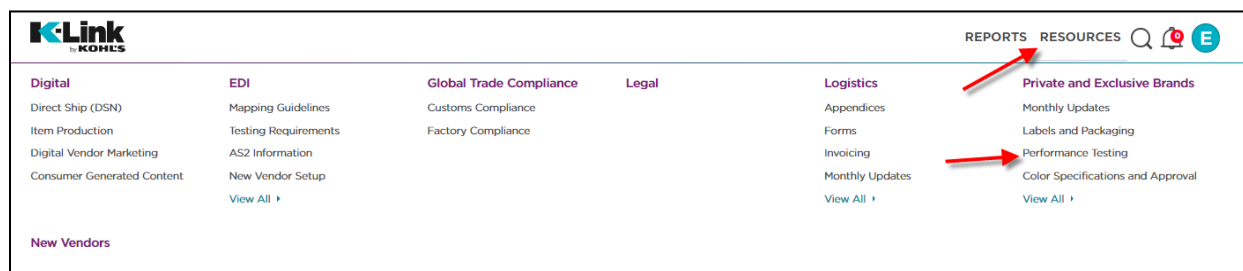 K-Link
by KOHL'S
REPORTS RESOURCES 0 E
Digital
Direct Ship (DSN)
Item Production
Digital Vendor Marketing
Consumer Generated Content
EDI
Mapping Guidelines
Testing Requirements
AS2 Information
New Vendor Setup
View All
Global Trade Compliance
Customs Compliance
Factory Compliance
Legal
Logistics
Appendices
Forms
Invoicing
Monthly Updates
View All
Private and Exclusive Brands
Monthly Updates
Labels and Packaging
Performance Testing
Color Specifications and Approval
View All
New Vendors